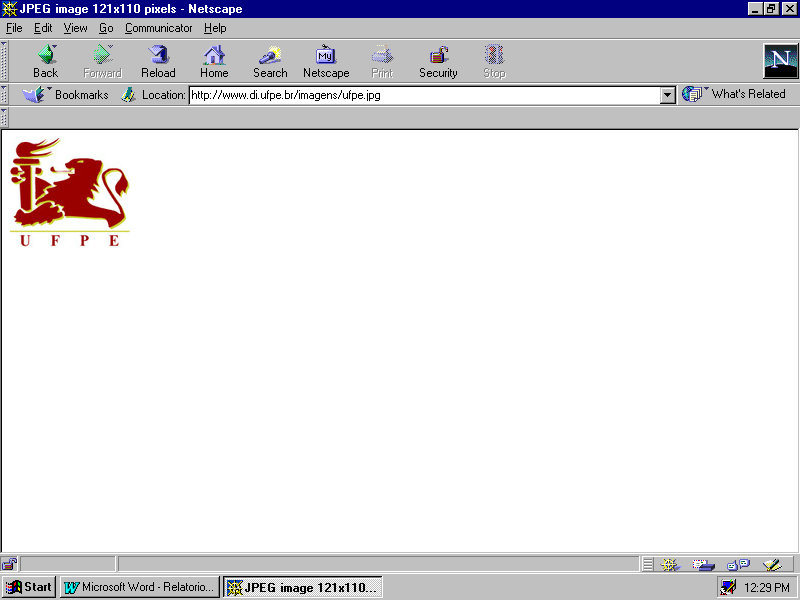 JPEG image 121x110 pixels - Netscape
File Edit View Go Communicator Help
N
My
Back Forward Reload Home Search Netscape Print Security Stop
Bookmarks Location: http://www.di.ufpe.br/imagens/ufpe.jpg What's Related
U F P E
Start W Microsoft Word - Relatorio... JPEG image 121x110... 12:29 PM